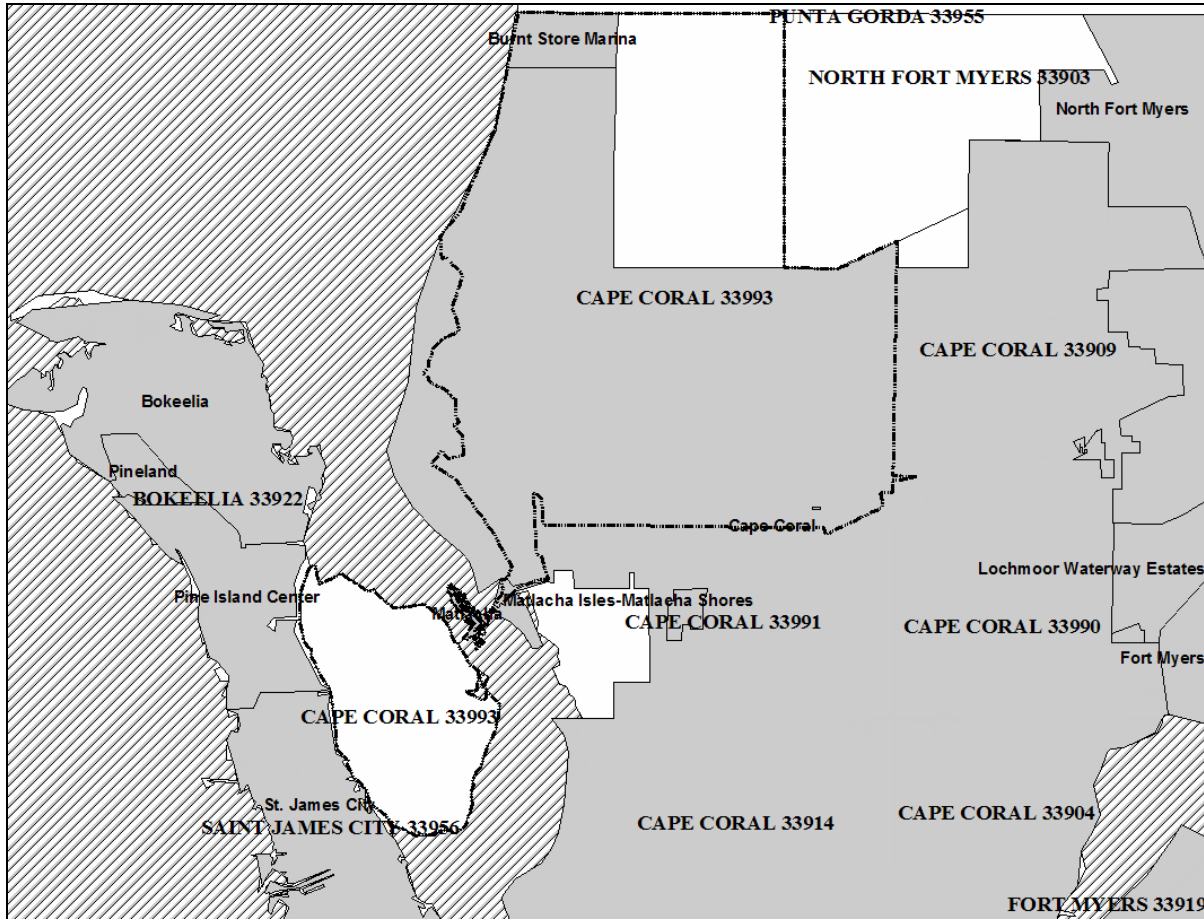 PUNTA GORDA 33955
Burnt Store Marina
NORTH FORT MYERS 33903
North Fort Myers
CAPE CORAL 33993
CAPE CORAL 33909
Bokeelia
Pineland
BOKEELIA 33922
Cape Coral
Lochmoor Waterway Estates
Pine Island Center
Matlacha Isles-Matlacha Shores
Matlacha
CAPE CORAL 33991
CAPE CORAL 33990
Fort Myers
CAPE CORAL 33993
St. James City
SAINT JAMES CITY 33956
CAPE CORAL 33914
CAPE CORAL 33904
FORT MYERS 33919